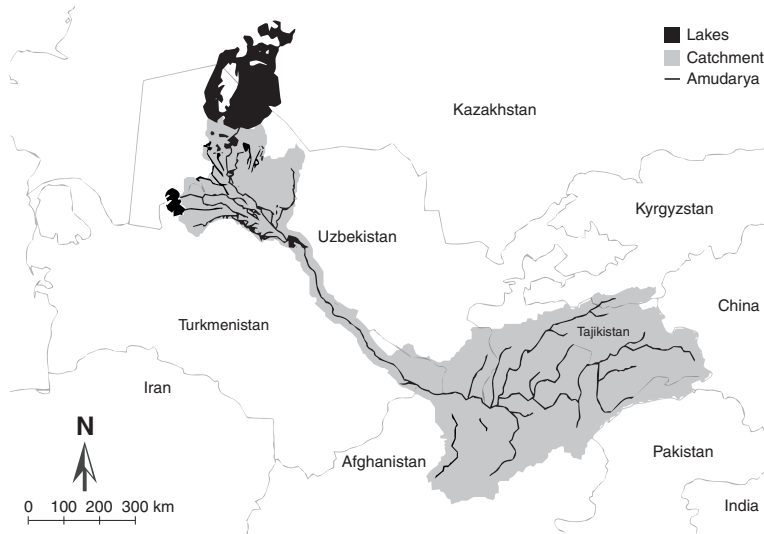 Lakes
Catchment
Amudarya
Kazakhstan
Kyrgyzstan
Uzbekistan
China
Turkmenistan
Tajikistan
Iran
N
Afghanistan
Pakistan
0 100 200 300 km
India